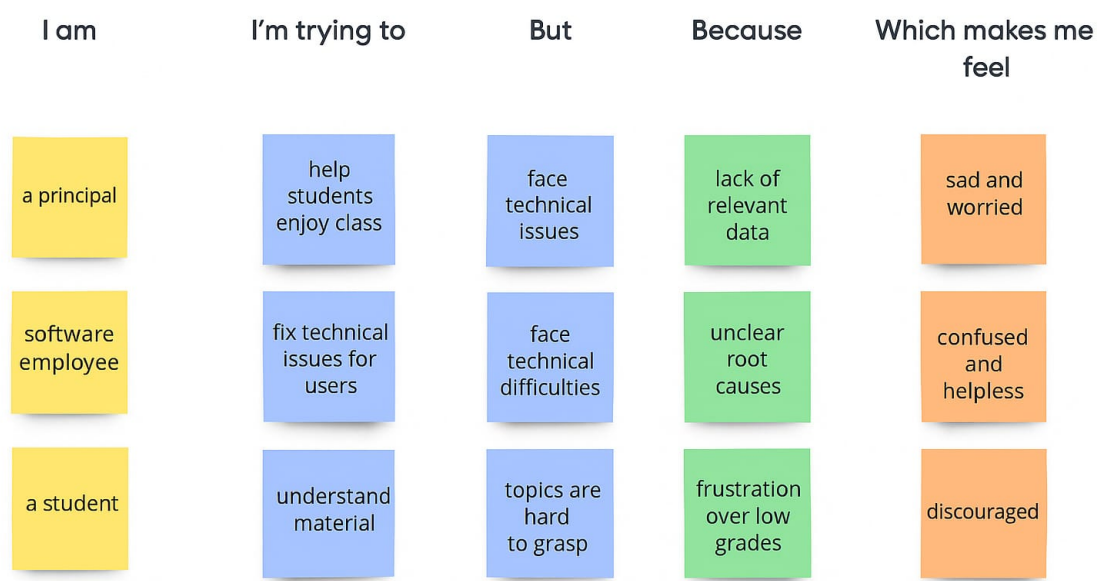 I am
I'm trying to
But
Because
Which makes me
feel
a principal
help
students
enjoy class
face
technical
issues
lack of
relevant
data
sad and
worried
software
employee
fix technical
issues for
users
face
technical
difficulties
unclear
root
causes
confused
and
helpless
a student
understand
material
topics are
hard
to grasp
frustration
over low
grades
discouraged